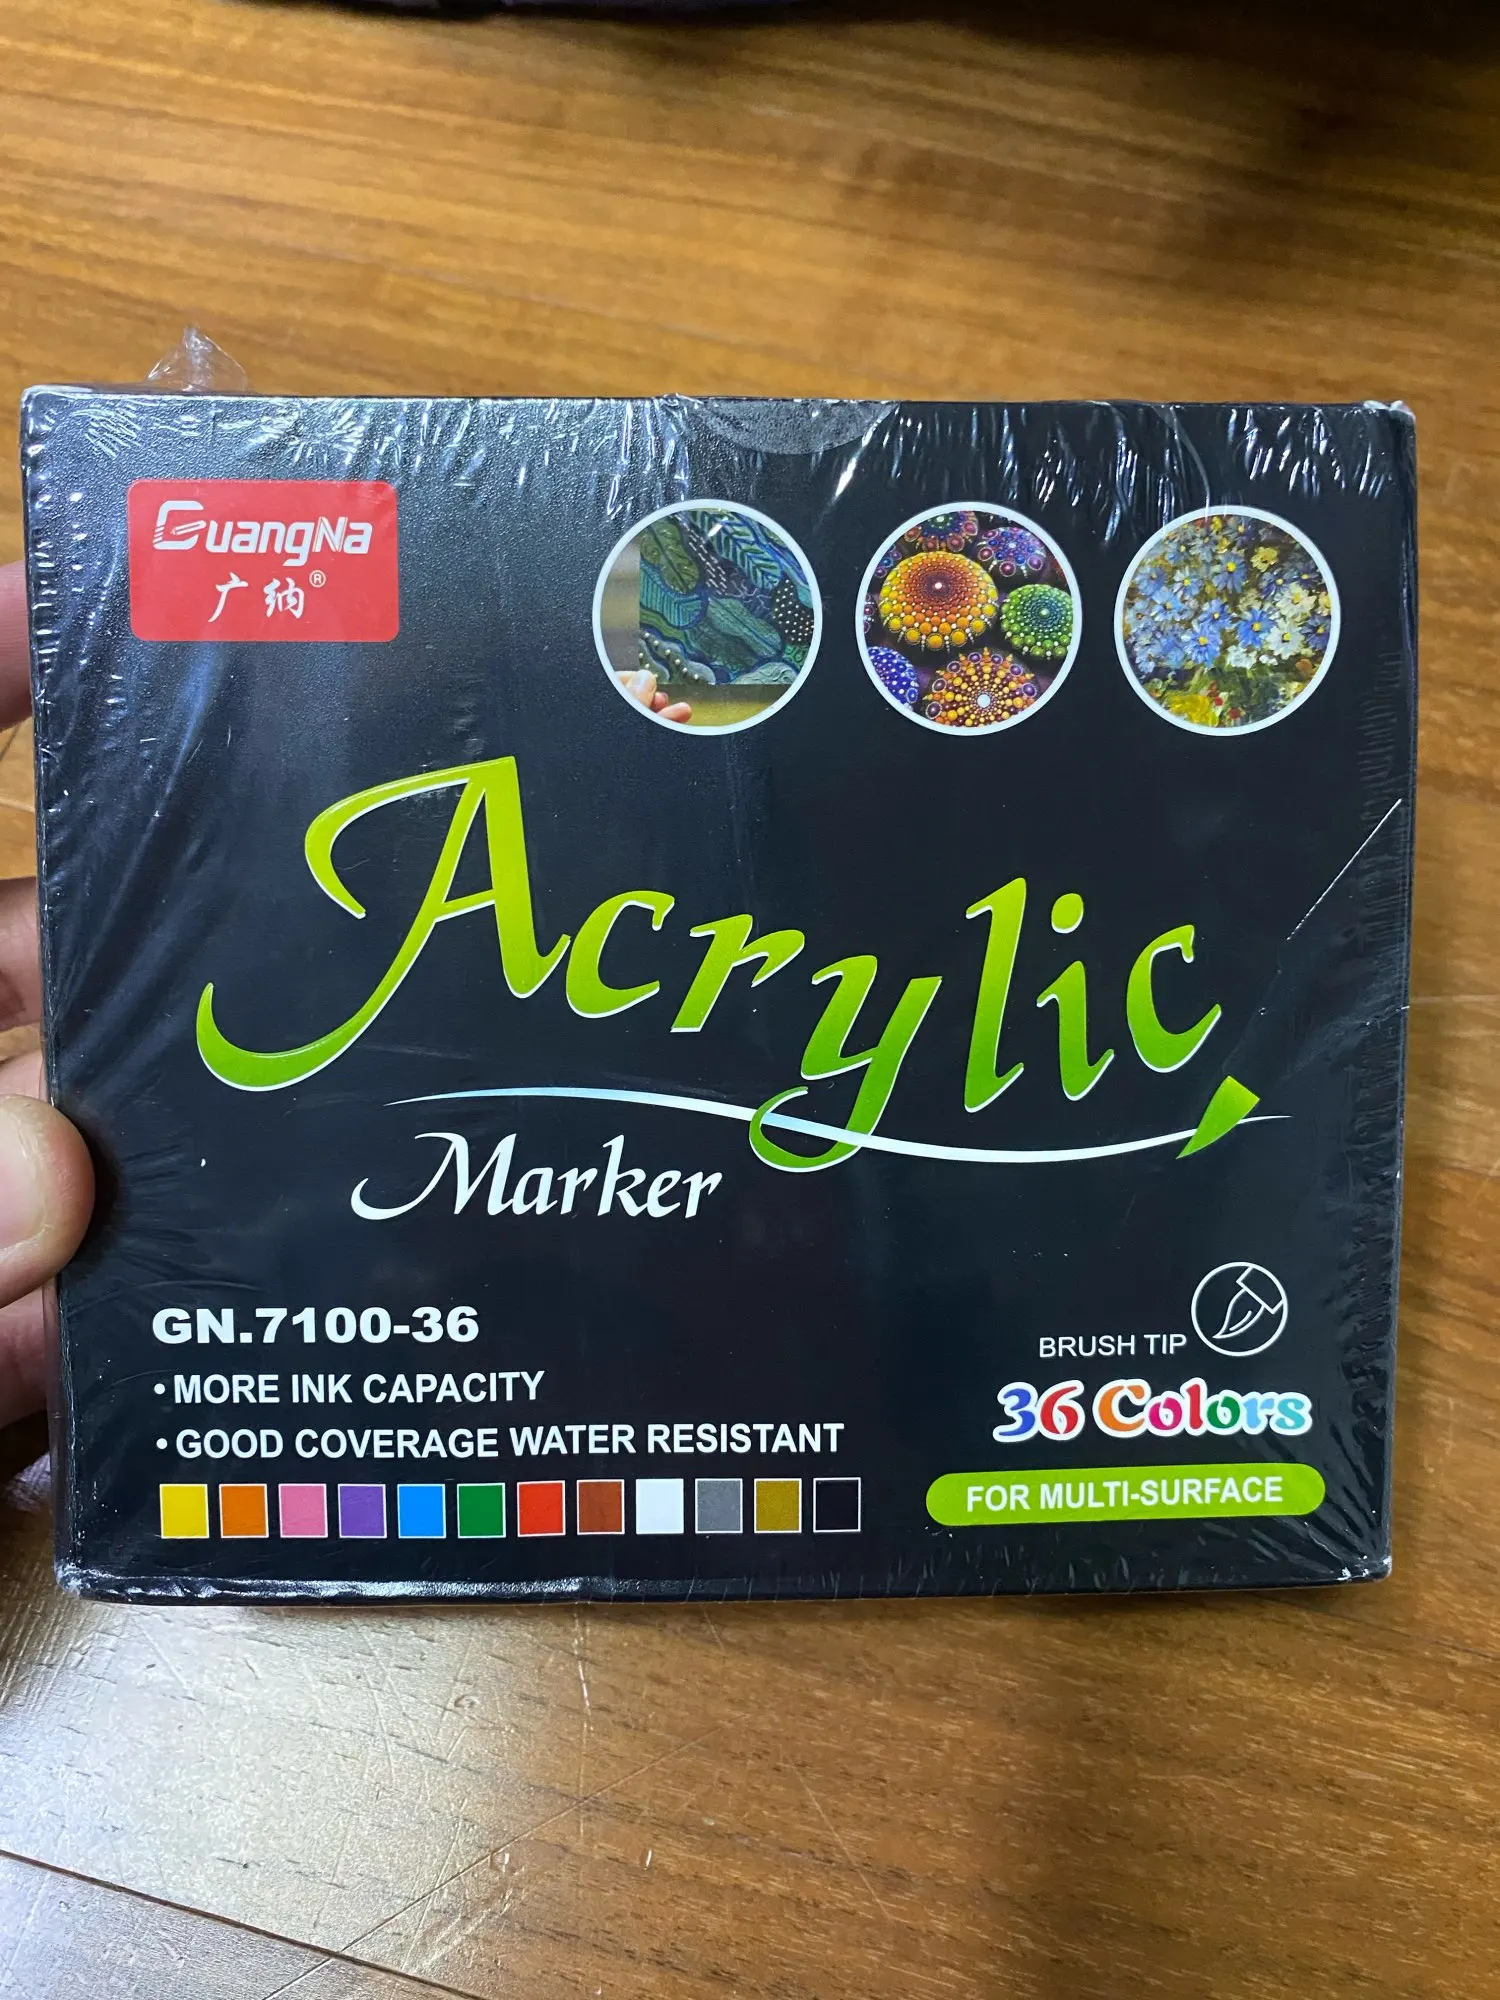 GuangNa
广纳®
Acrylic
Marker
GN.7100-36
• MORE INK CAPACITY
• GOOD COVERAGE WATER RESISTANT
BRUSH TIP
36 Colors
FOR MULTI-SURFACE